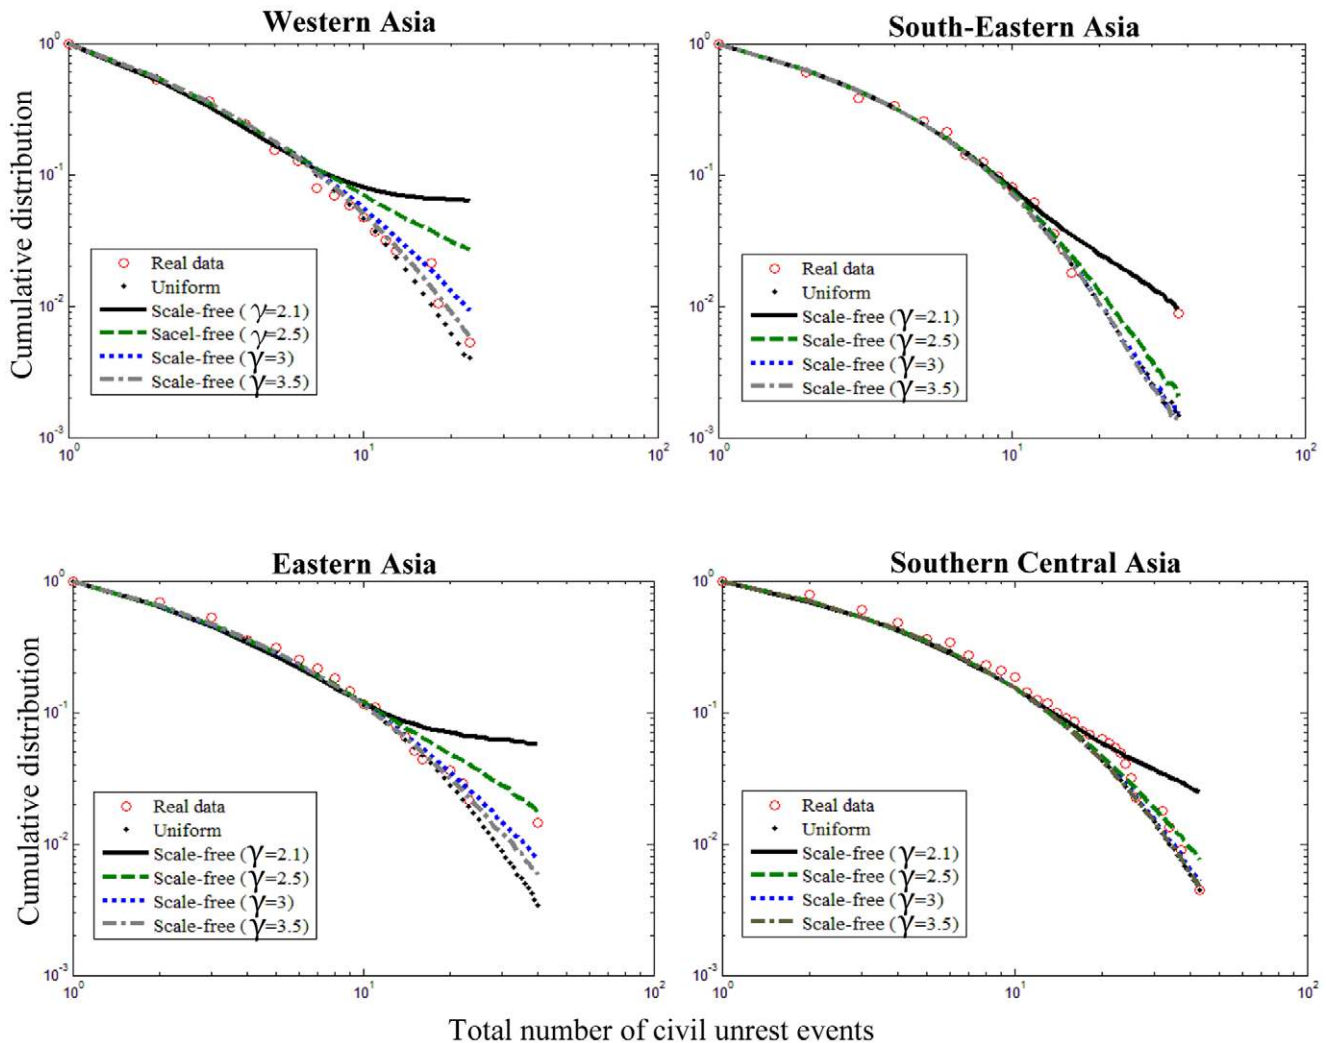 Western Asia
Cumulative distribution
10^0
10^-1
10^-2
10^-3
Real data
Uniform
Scale-free (γ=2.1)
Sacel-free (γ=2.5)
Scale-free (γ=3)
Scale-free (γ=3.5)
10^0
10^1
10^2
South-Eastern Asia
10^0
10^-1
10^-2
10^-3
Real data
Uniform
Scale-free (γ=2.1)
Scale-free (γ=2.5)
Scale-free (γ=3)
Scale-free (γ=3.5)
10^0
10^1
10^2
Eastern Asia
Cumulative distribution
10^0
10^-1
10^-2
10^-3
Real data
Uniform
Scale-free (γ=2.1)
Scale-free (γ=2.5)
Scale-free (γ=3)
Scale-free (γ=3.5)
10^0
10^1
10^2
Southern Central Asia
10^0
10^-1
10^-2
10^-3
Real data
Uniform
Scale-free (γ=2.1)
Scale-free (γ=2.5)
Scale-free (γ=3)
Scale-free (γ=3.5)
10^0
10^1
10^2
Total number of civil unrest events